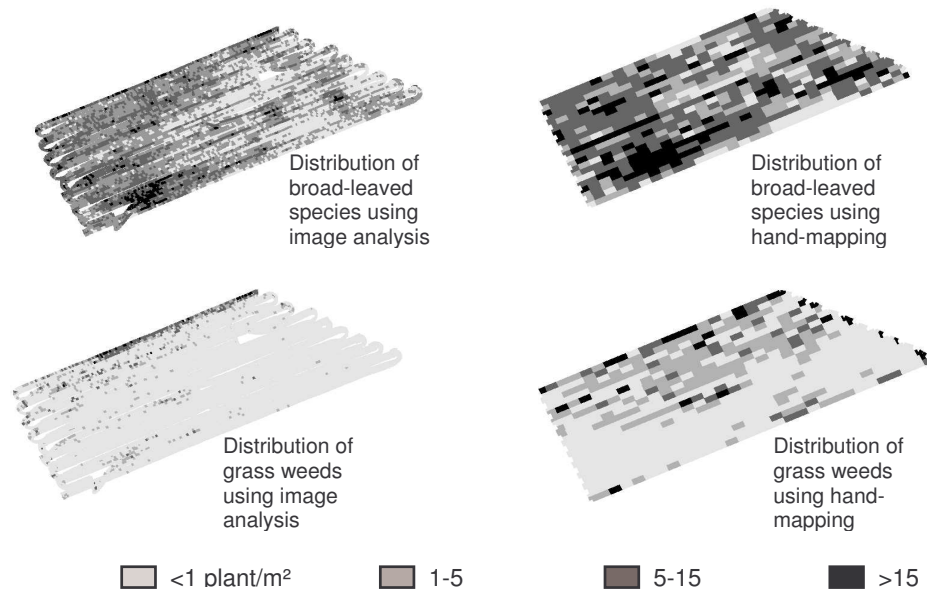 Distribution of
broad-leaved
species using
image analysis
Distribution of
broad-leaved
species using
hand-mapping
Distribution of
grass weeds
using image
analysis
Distribution of
grass weeds
using hand-
mapping
<1 plant/m²
1-5
5-15
>15